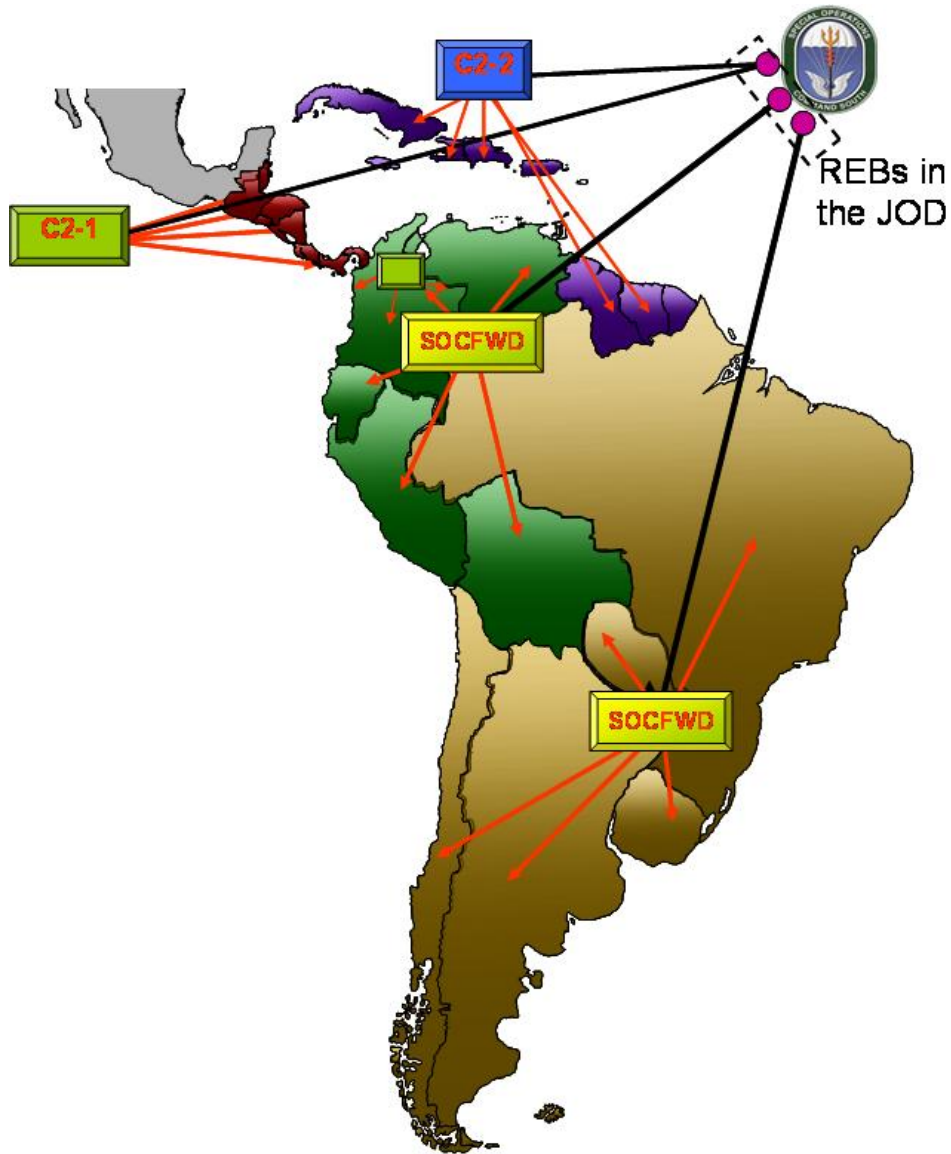 SPECIAL OPERATIONS
COMMAND SOUTH
C2-2
REBs in
the JOD
C2-1
SOCFWD
SOCFWD